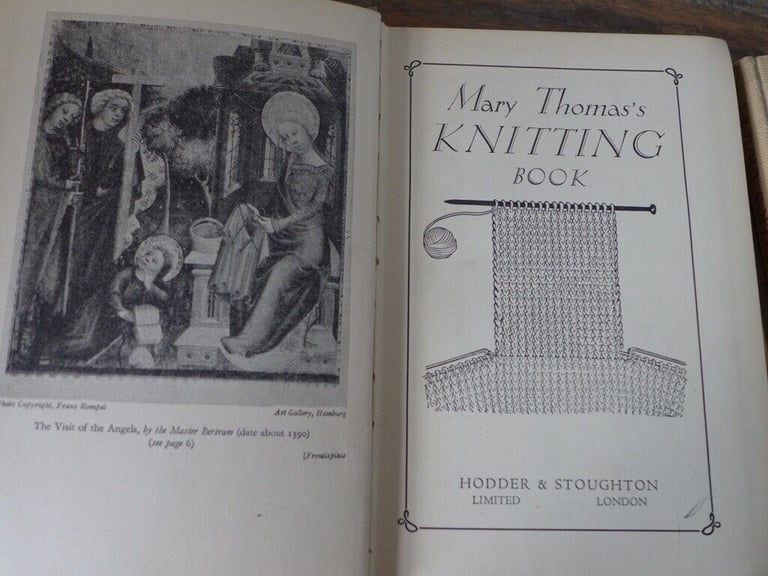 Photo Copyright, Franz Rompel
Art Gallery, Hamburg
The Visit of the Angels, by the Master Bertram (date about 1390)
(see page 6)
[Frontispiece
Mary Thomas's
KNITTING
BOOK
HODDER & STOUGHTON
LIMITED LONDON